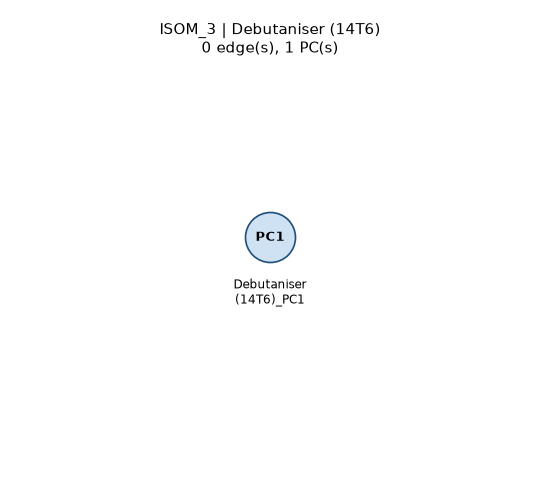 ISOM_3 | Debutaniser (14T6)
0 edge(s), 1 PC(s)
PC1
Debutaniser
(14T6)_PC1